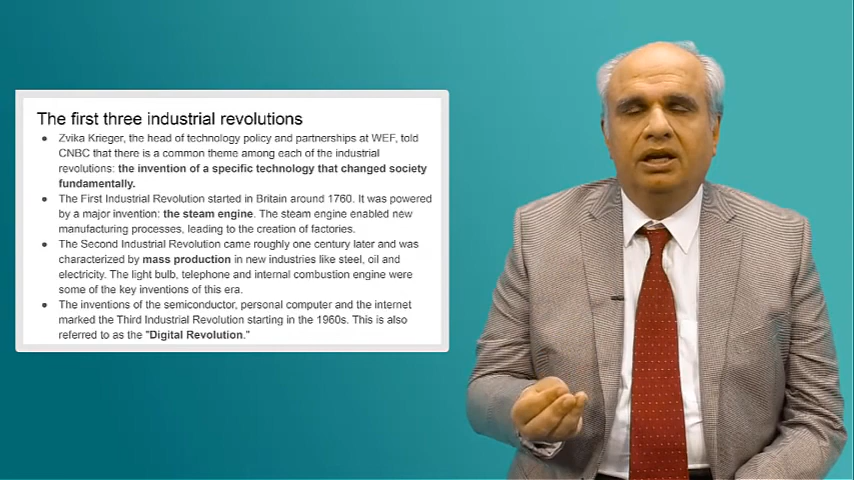 The first three industrial revolutions
● Zvika Krieger, the head of technology policy and partnerships at WEF, told
CNBC that there is a common theme among each of the industrial
revolutions: the invention of a specific technology that changed society
fundamentally.
● The First Industrial Revolution started in Britain around 1760. It was powered
by a major invention: the steam engine. The steam engine enabled new
manufacturing processes, leading to the creation of factories.
● The Second Industrial Revolution came roughly one century later and was
characterized by mass production in new industries like steel, oil and
electricity. The light bulb, telephone and internal combustion engine were
some of the key inventions of this era.
● The inventions of the semiconductor, personal computer and the internet
marked the Third Industrial Revolution starting in the 1960s. This is also
referred to as the "Digital Revolution."